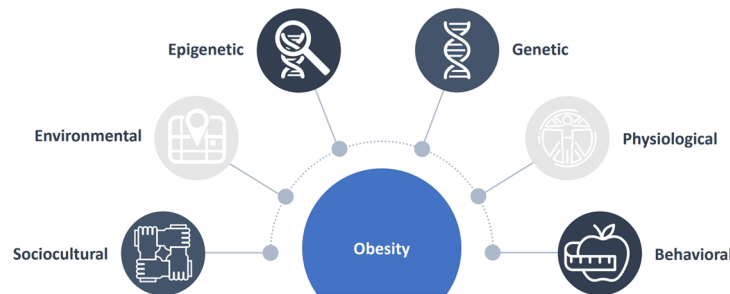 Epigenetic
Genetic
Environmental
Physiological
Sociocultural
Obesity
Behavioral